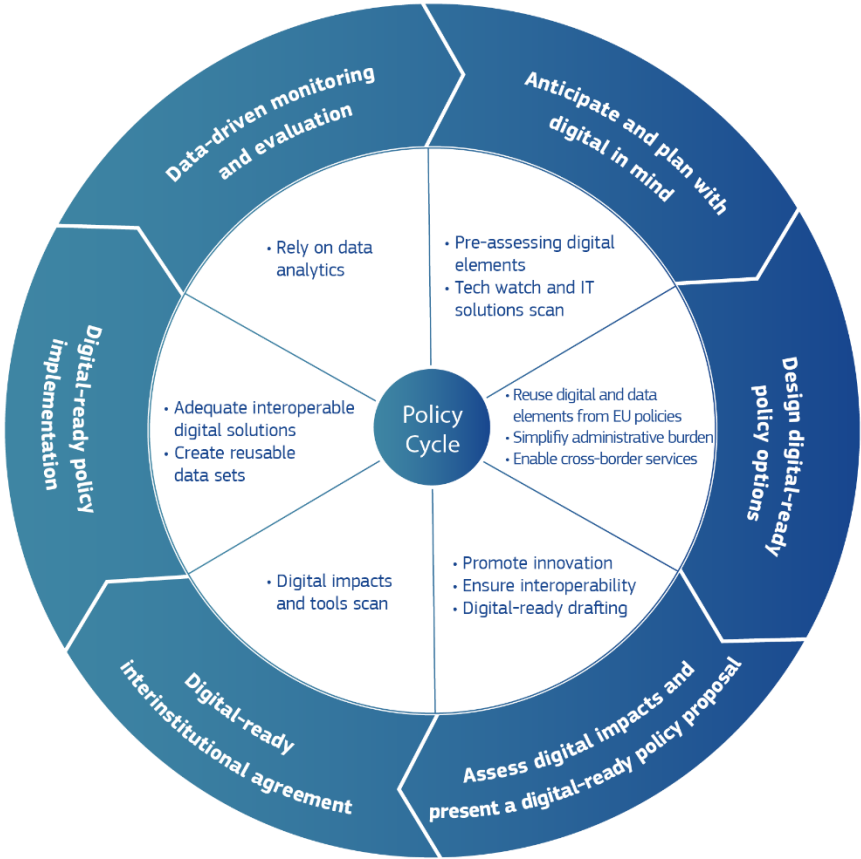 Data-driven monitoring
and evaluation
Anticipate and plan with
digital in mind
Design digital-ready
policy options
Assess digital impacts and
present a digital-ready policy proposal
Digital-ready
interinstitutional agreement
Digital-ready policy
implementation
• Rely on data
analytics
• Pre-assessing digital
elements
• Tech watch and IT
solutions scan
• Reuse digital and data
elements from EU policies
• Simplifiy administrative burden
• Enable cross-border services
• Promote innovation
• Ensure interoperability
• Digital-ready drafting
• Digital impacts
and tools scan
• Adequate interoperable
digital solutions
• Create reusable
data sets
Policy
Cycle